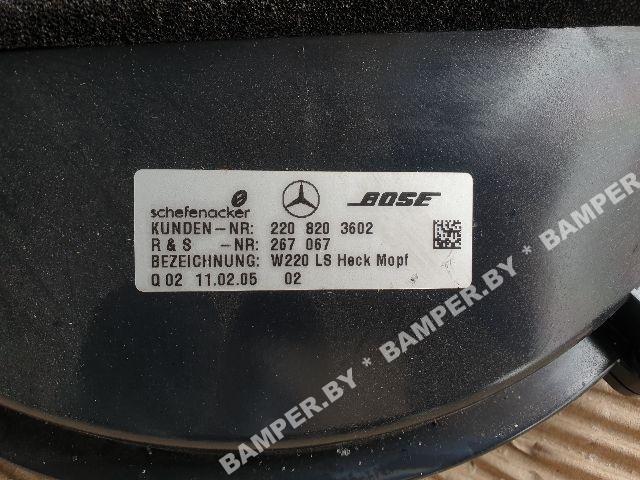 schefenacker BOSE
KUNDEN-NR: 220 820 3602
R & S -NR: 267 067
BEZEICHNUNG: W220 LS Heck Mopf
Q 02 11.02.05 02
BAMPER.BY * BAMPER.BY * BAMPER.BY